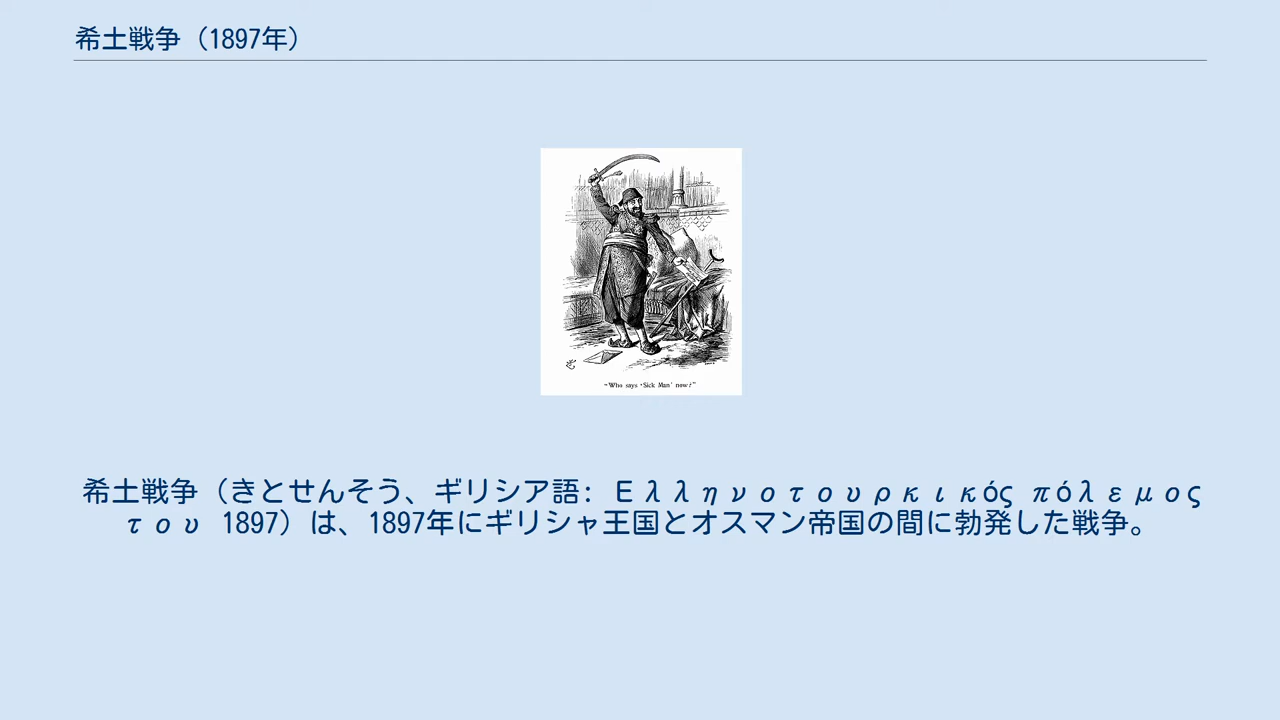 希土戦争（1897年）
“Who says ‘Sick Man’ now?”
希土戦争（きとせんそう、ギリシア語: Ελληνοτουρκικός πόλεμος
του 1897）は、1897年にギリシャ王国とオスマン帝国の間に勃発した戦争。